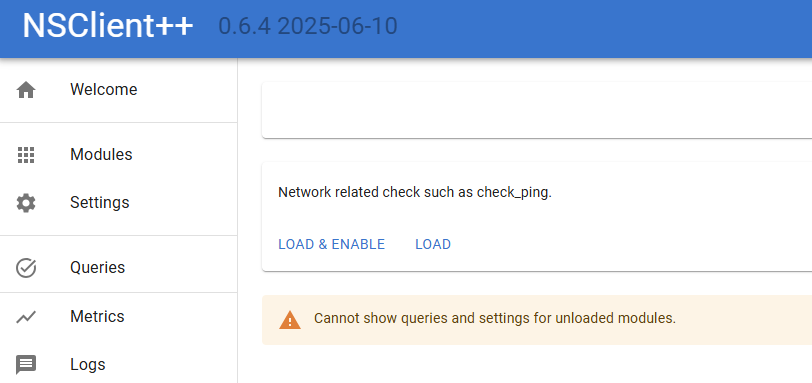 NSClient++ 0.6.4 2025-06-10
Welcome
Modules
Settings
Queries
Metrics
Logs
Network related check such as check_ping.
LOAD & ENABLE LOAD
Cannot show queries and settings for unloaded modules.